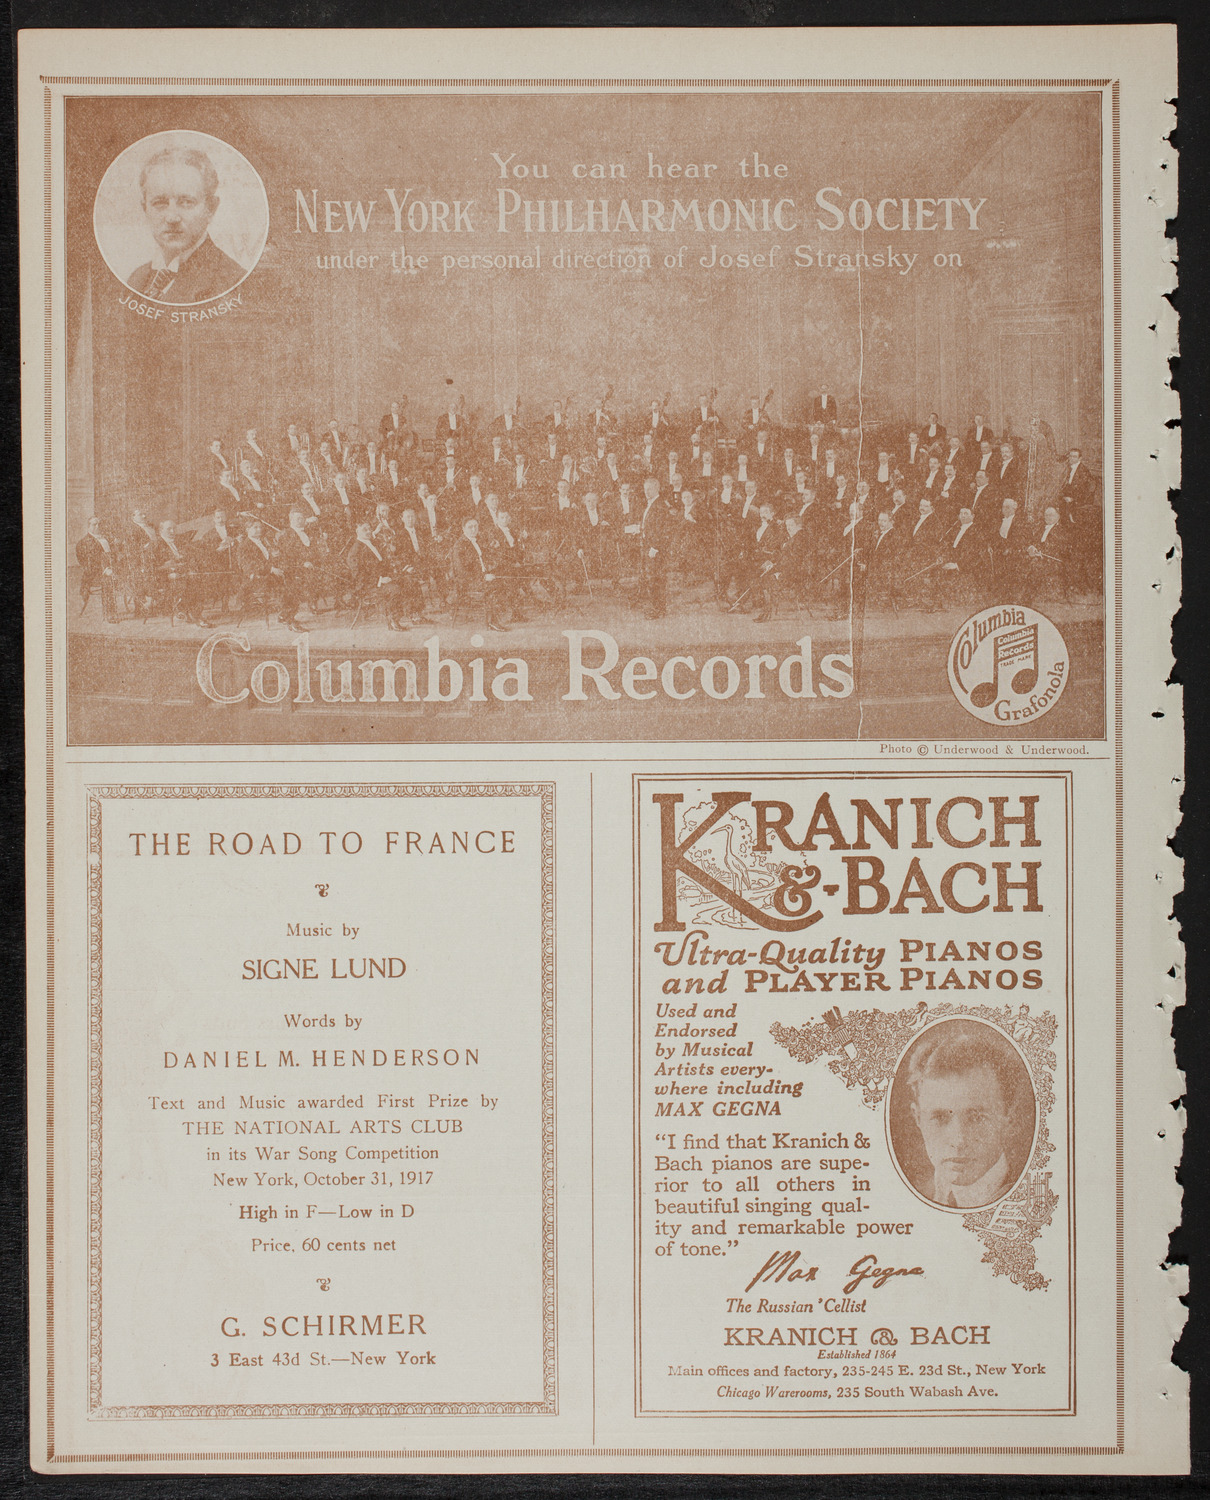 You can hear the
NEW YORK PHILHARMONIC SOCIETY
under the personal direction of Josef Stransky on
JOSEF STRANSKY
Columbia Records
Columbia
Columbia
Records
TRADE MARK
Grafonola
Photo © Underwood & Underwood.
THE ROAD TO FRANCE
Music by
SIGNE LUND
Words by
DANIEL M. HENDERSON
Text and Music awarded First Prize by
THE NATIONAL ARTS CLUB
in its War Song Competition
New York, October 31, 1917
High in F—Low in D
Price, 60 cents net
G. SCHIRMER
3 East 43d St.—New York
KRANICH
&-BACH
Ultra-Quality PIANOS
and PLAYER PIANOS
Used and
Endorsed
by Musical
Artists every-
where including
MAX GEGNA
“I find that Kranich &
Bach pianos are supe-
rior to all others in
beautiful singing qual-
ity and remarkable power
of tone.”
Max Gegna
The Russian 'Cellist
KRANICH & BACH
Established 1864
Main offices and factory, 235-245 E. 23d St., New York
Chicago Warerooms, 235 South Wabash Ave.